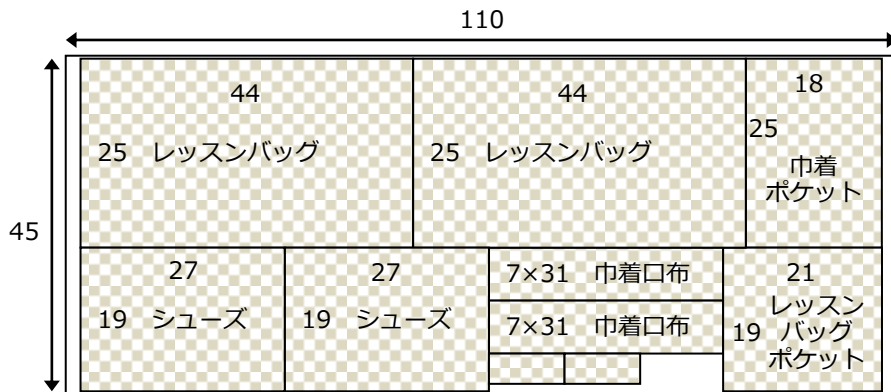 110
45
44
25 レッスンバッグ
44
25 レッスンバッグ
18
25
巾着
ポケット
27
19 シューズ
27
19 シューズ
7×31 巾着口布
7×31 巾着口布
21
レッスン
19 バッグ
ポケット